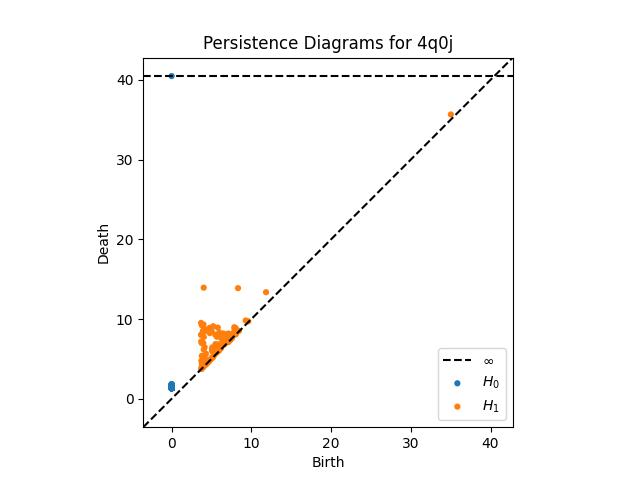 Persistence Diagrams for 4q0j
Death
40
30
20
10
0
0 10 20 30 40
Birth
∞
H₀
H₁